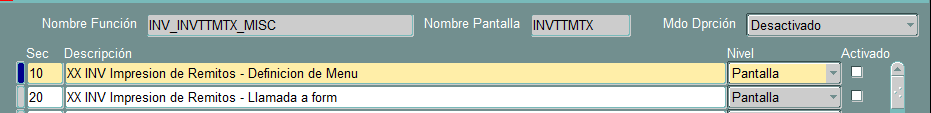 Nombre Función INV_INVTTMTX_MISC Nombre Pantalla INVTTMTX Mdo Dprción Desactivado
Sec Descripción Nivel Activado
10 XX INV Impresion de Remitos - Definicion de Menu Pantalla
20 XX INV Impresion de Remitos - Llamada a form Pantalla